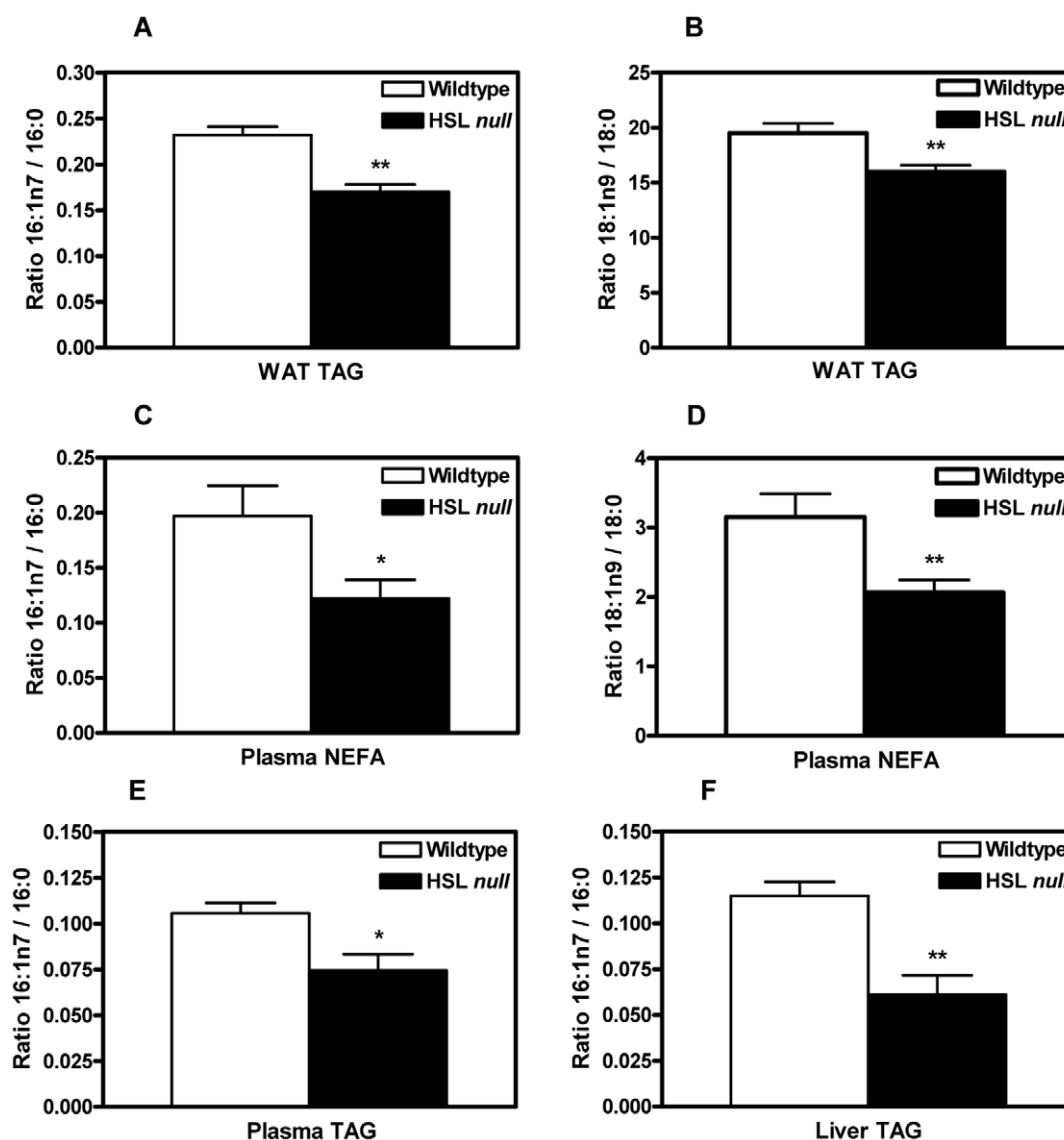 A
Ratio 16:1n7 / 16:0
0.30
0.25
0.20
0.15
0.10
0.05
0.00
Wildtype
HSL null
**
WAT TAG
B
Ratio 18:1n9 / 18:0
25
20
15
10
5
0
Wildtype
HSL null
**
WAT TAG
C
Ratio 16:1n7 / 16:0
0.25
0.20
0.15
0.10
0.05
0.00
Wildtype
HSL null
*
Plasma NEFA
D
Ratio 18:1n9 / 18:0
4
3
2
1
0
Wildtype
HSL null
**
Plasma NEFA
E
Ratio 16:1n7 / 16:0
0.150
0.125
0.100
0.075
0.050
0.025
0.000
Wildtype
HSL null
*
Plasma TAG
F
Ratio 16:1n7 / 16:0
0.150
0.125
0.100
0.075
0.050
0.025
0.000
Wildtype
HSL null
**
Liver TAG